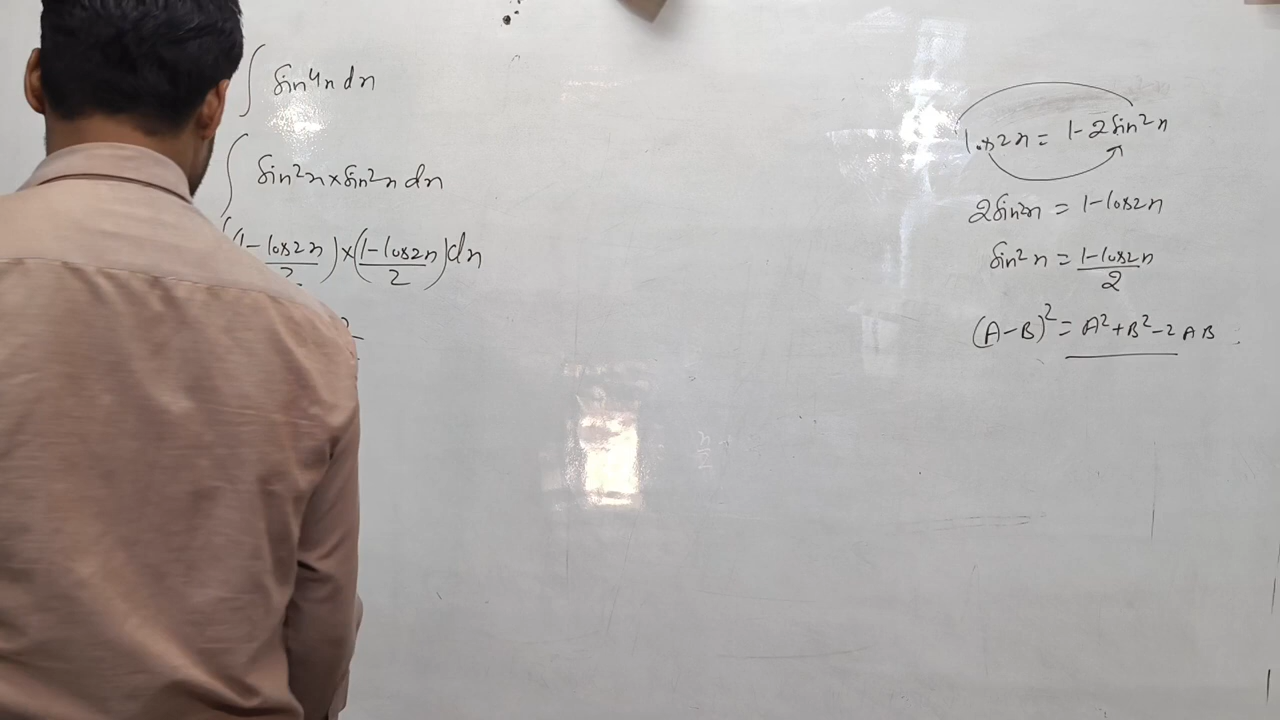 ∫ Sin⁴x dx
∫ Sin²x × Sin²x dx
∫(1-Cos2x/2) × (1-Cos2x/2) dx
Cos2x = 1-2Sin²x
2Sin²x = 1-Cos2x
Sin²x = 1-Cos2x/2
(A-B)² = A²+B²-2AB